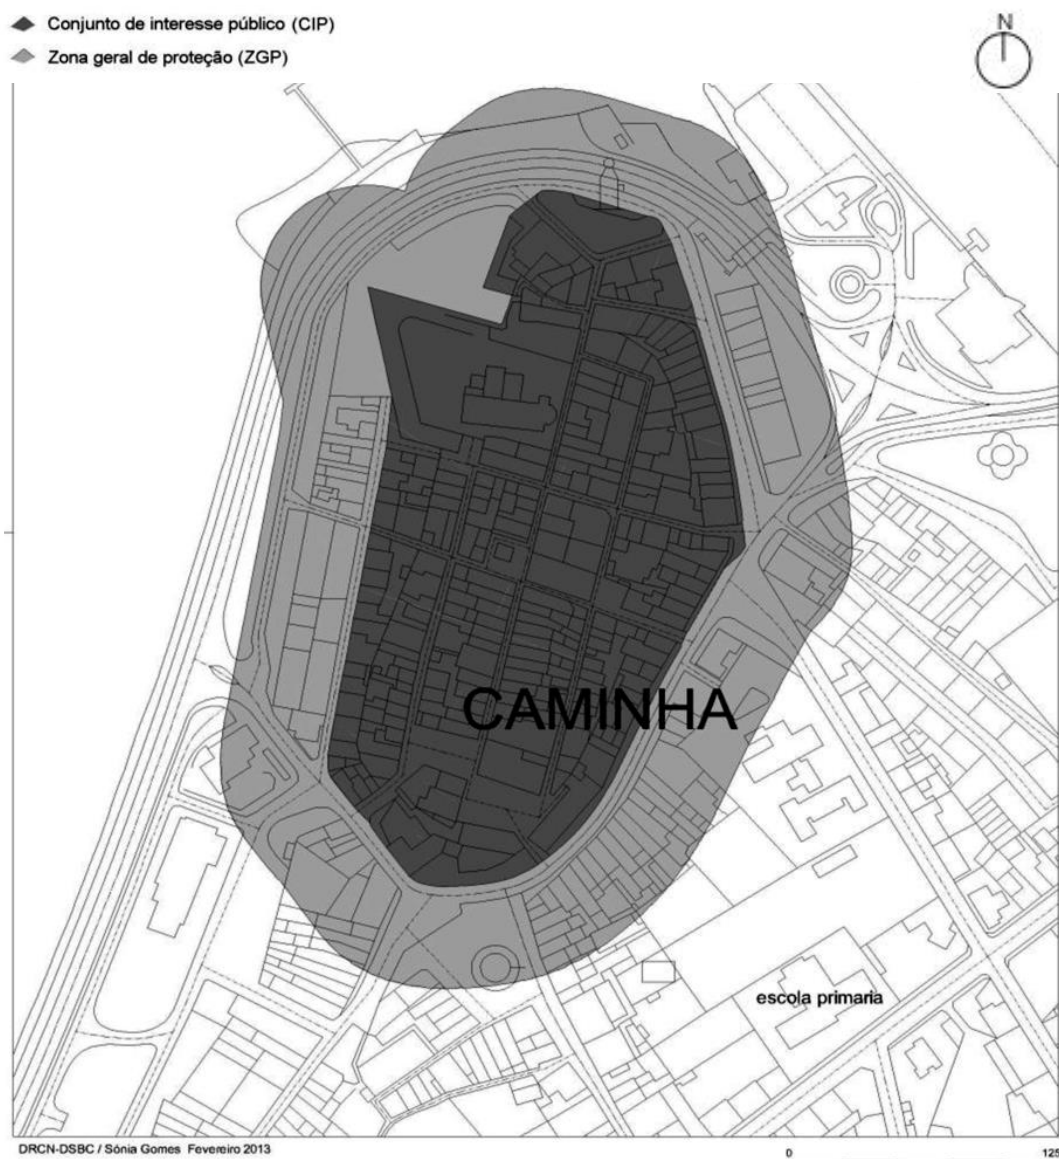 Conjunto de interesse público (CIP)
N
Zona geral de proteção (ZGP)
CAMINHA
escola primaria
DRCN-DSBC / Sónia Gomes Fevereiro 2013
0